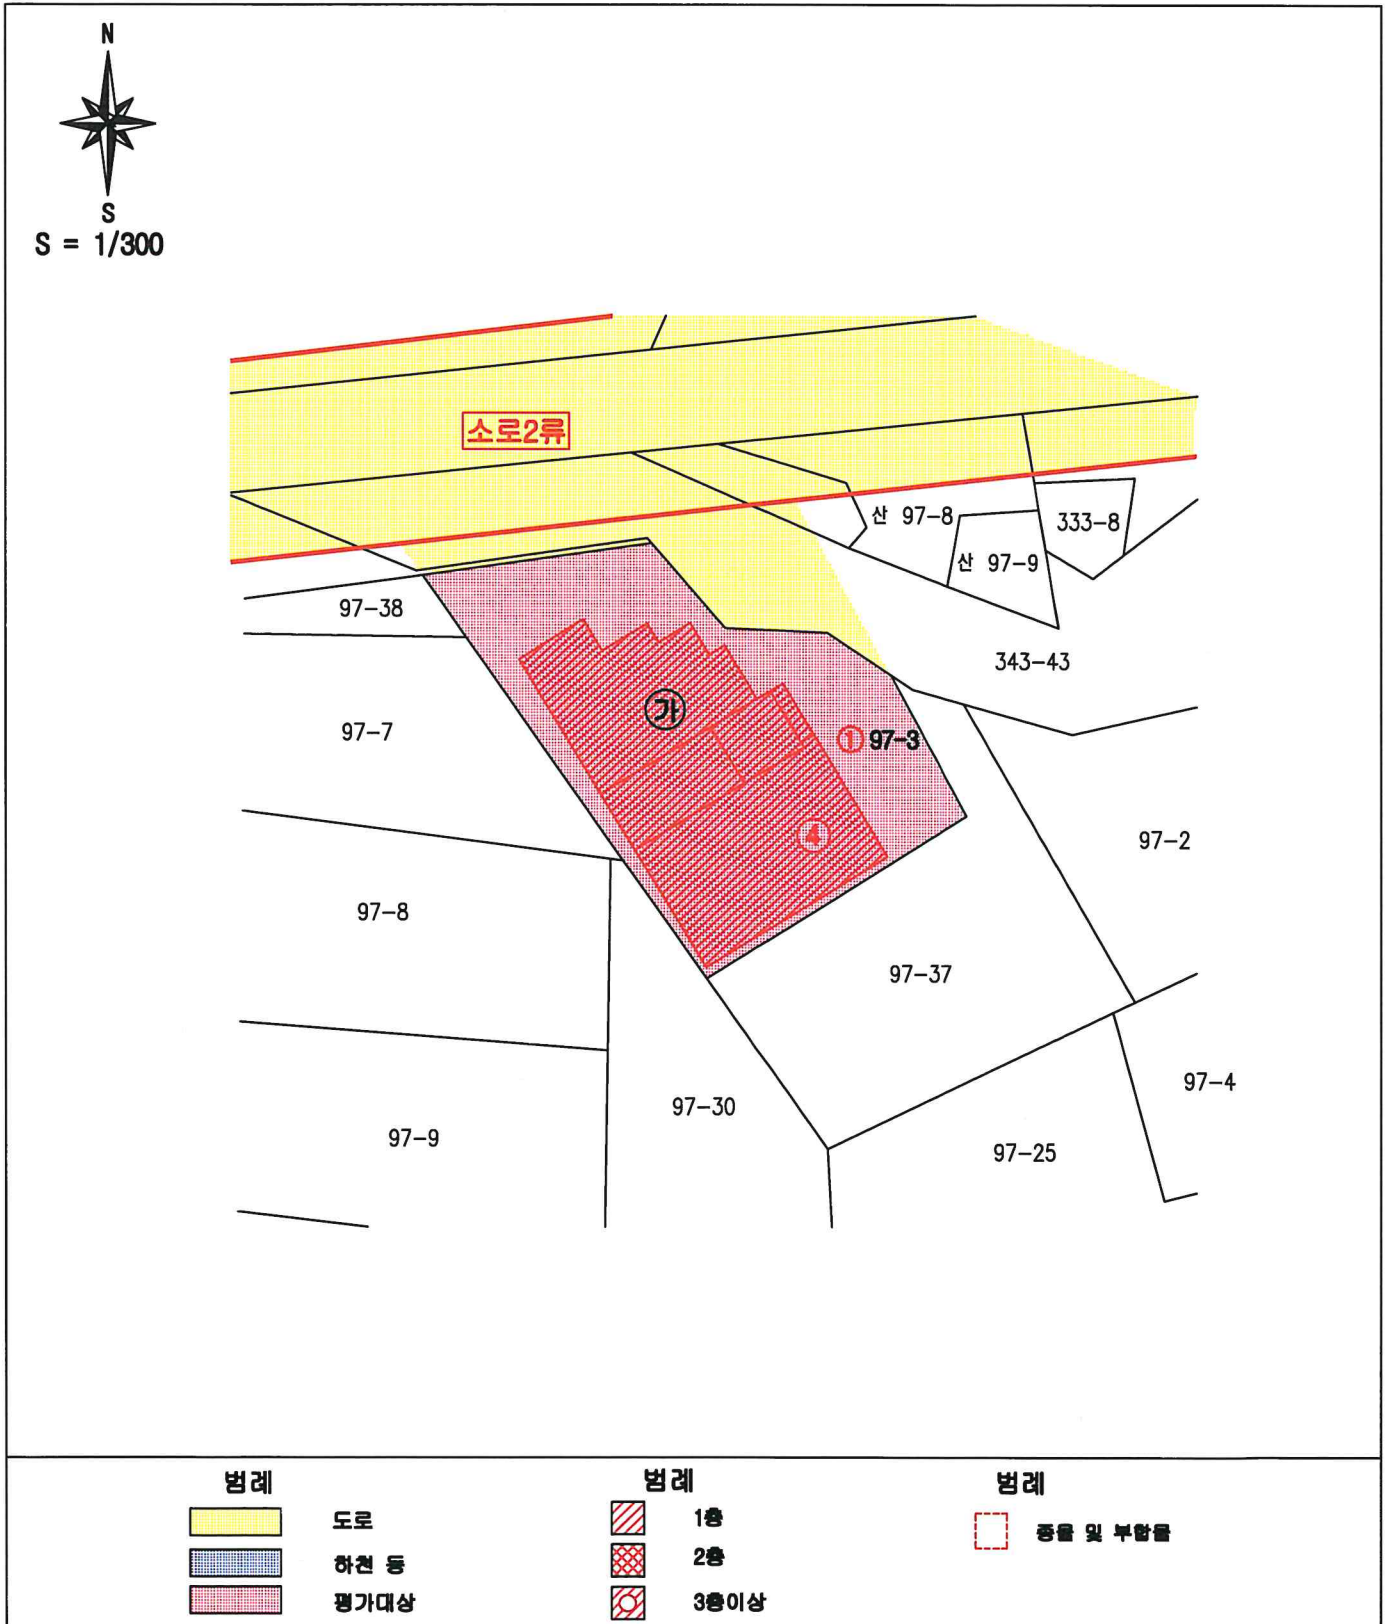 N
S
S = 1/300
소로2류
산 97-8
333-8
산 97-9
97-38
343-43
97-7
㉮
① 97-3
④
97-2
97-8
97-37
97-4
97-30
97-9
97-25
범례
범례
범례
도로
1층
종물 및 부합물
하천 등
2층
평가대상
3층이상